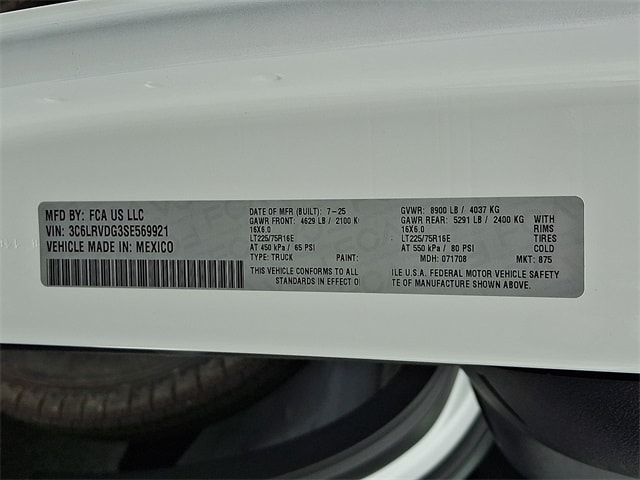 MFD BY: FCA US LLC
VIN: 3C6LRVDG3SE569921
VEHICLE MADE IN: MEXICO
DATE OF MFR (BUILT): 7-25
GAWR FRONT: 4629 LB / 2100 K
16X6.0
LT225/75R16E
AT 450 kPa / 65 PSI
TYPE: TRUCK PAINT:
THIS VEHICLE CONFORMS TO ALL
STANDARDS IN EFFECT O
GVWR: 8900 LB / 4037 KG
GAWR REAR: 5291 LB / 2400 KG WITH
16X6.0 RIMS
LT225/75R16E TIRES
AT 550 kPa / 80 PSI COLD
MDH: 071708 MKT: 875
ILE U.S.A. FEDERAL MOTOR VEHICLE SAFETY
TE OF MANUFACTURE SHOWN ABOVE.